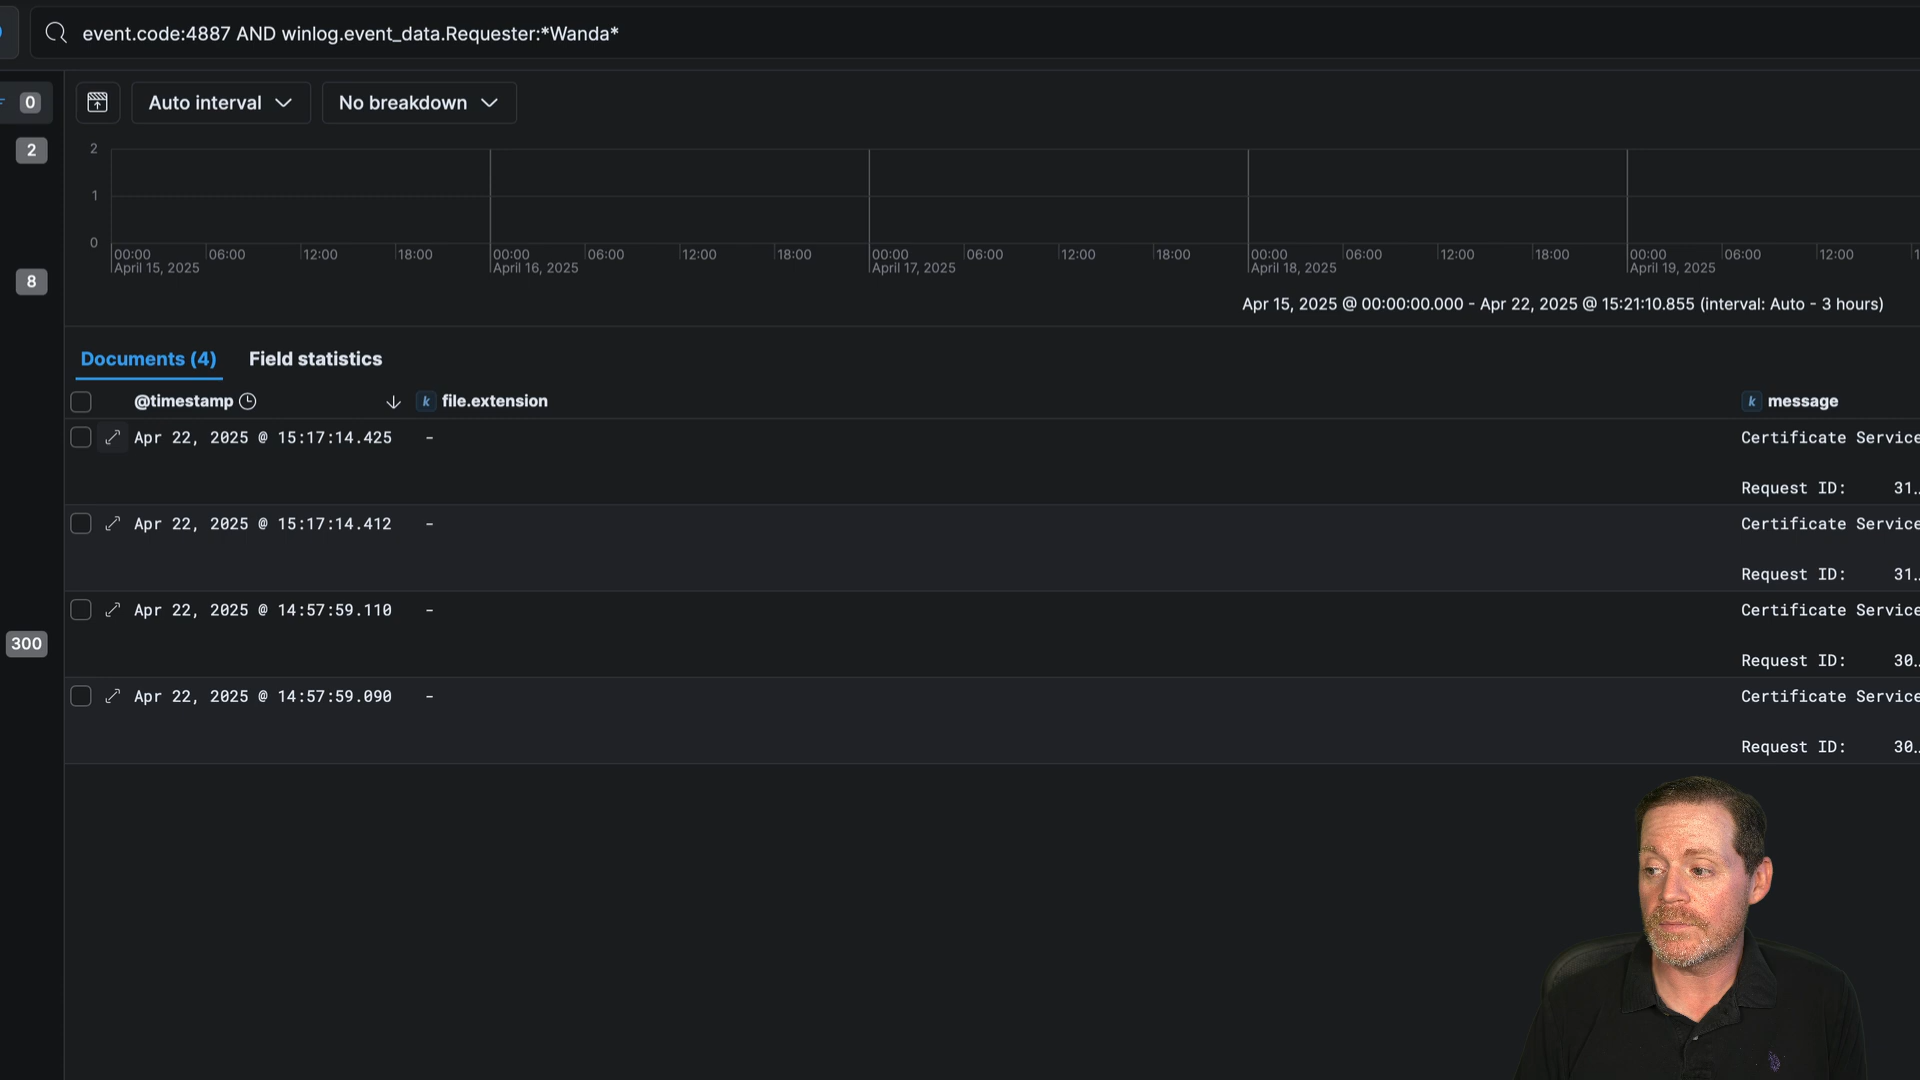 event.code:4887 AND winlog.event_data.Requester:*Wanda*
0
Auto interval
No breakdown
2
8
300
2
1
0
00:00 06:00 12:00 18:00 00:00 06:00 12:00 18:00 00:00 06:00 12:00 18:00 00:00 06:00 12:00 18:00 00:00 06:00 12:00
April 15, 2025 April 16, 2025 April 17, 2025 April 18, 2025 April 19, 2025
Apr 15, 2025 @ 00:00:00.000 - Apr 22, 2025 @ 15:21:10.855 (interval: Auto - 3 hours)
Documents (4) Field statistics
@timestamp k file.extension k message
Apr 22, 2025 @ 15:17:14.425 - Certificate Service
Request ID: 31..
Apr 22, 2025 @ 15:17:14.412 - Certificate Service
Request ID: 31..
Apr 22, 2025 @ 14:57:59.110 - Certificate Service
Request ID: 30..
Apr 22, 2025 @ 14:57:59.090 - Certificate Service
Request ID: 30..